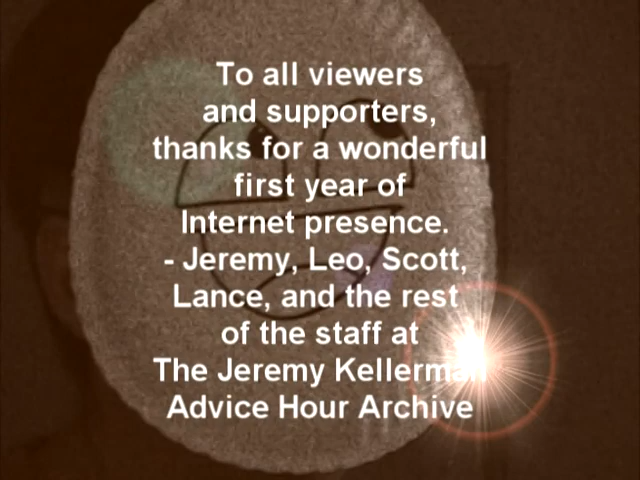 To all viewers
and supporters,
thanks for a wonderful
first year of
Internet presence.
- Jeremy, Leo, Scott,
Lance, and the rest
of the staff at
The Jeremy Kellerman
Advice Hour Archive